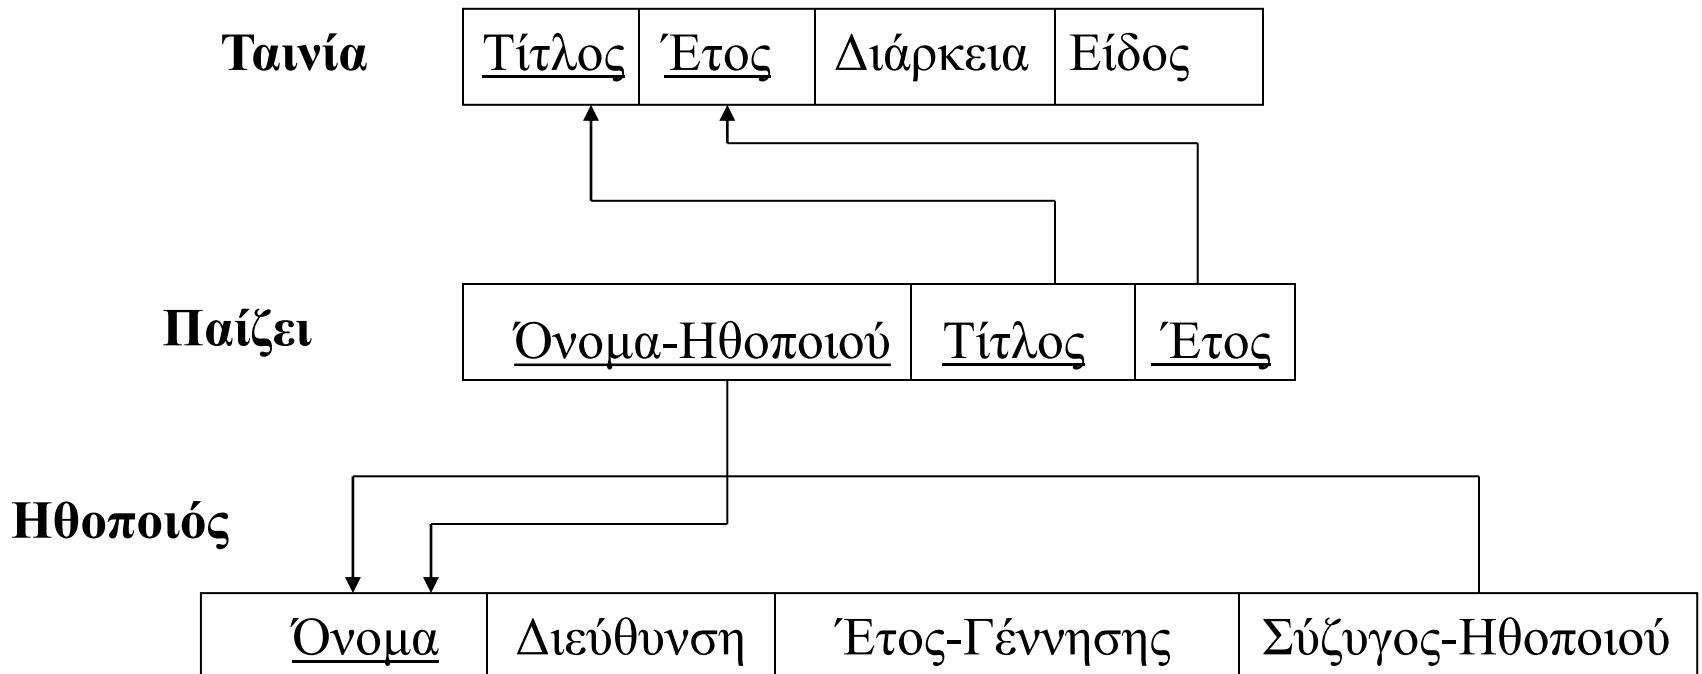 Ταινία Τίτλος Έτος Διάρκεια Είδος
Παίζει Όνομα-Ηθοποιού Τίτλος Έτος
Ηθοποιός
Όνομα Διεύθυνση Έτος-Γέννησης Σύζυγος-Ηθοποιού